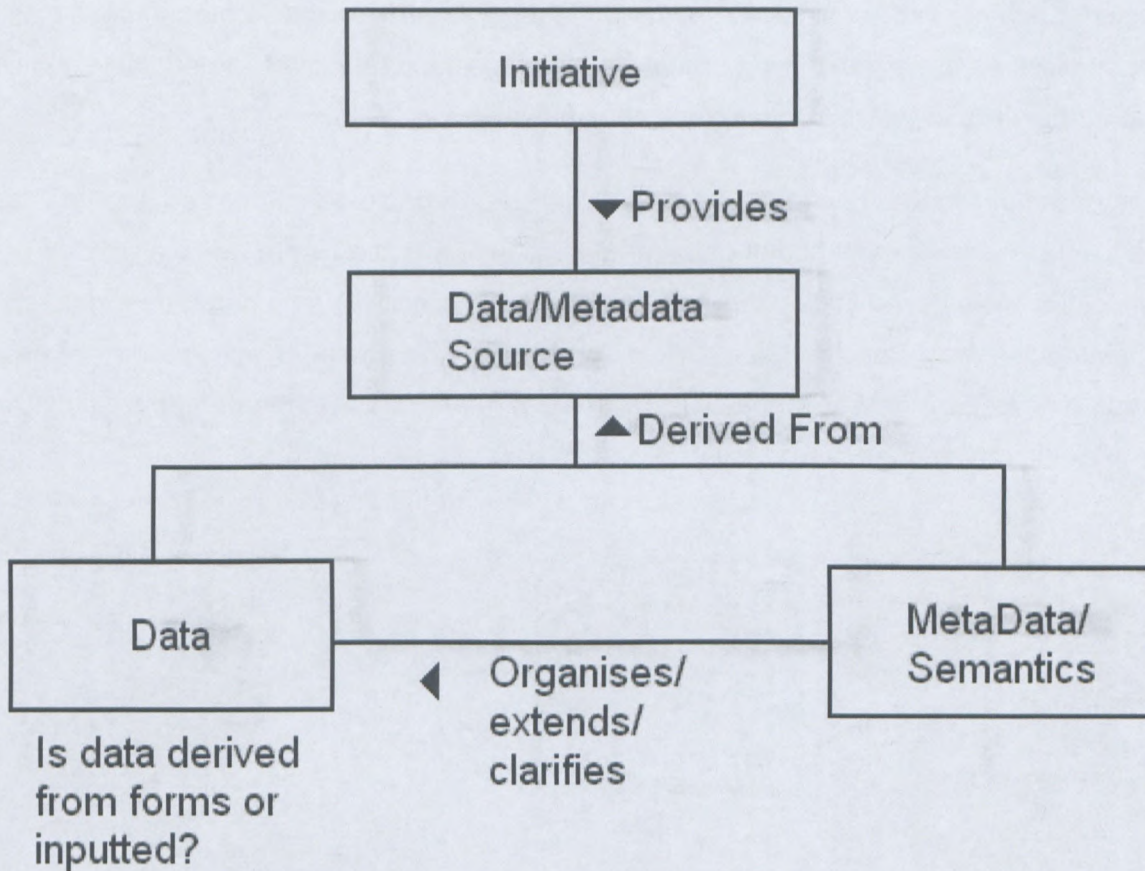 Initiative
Provides
Data/Metadata
Source
Derived From
Data
MetaData/
Semantics
Organises/
extends/
clarifies
Is data derived
from forms or
inputted?